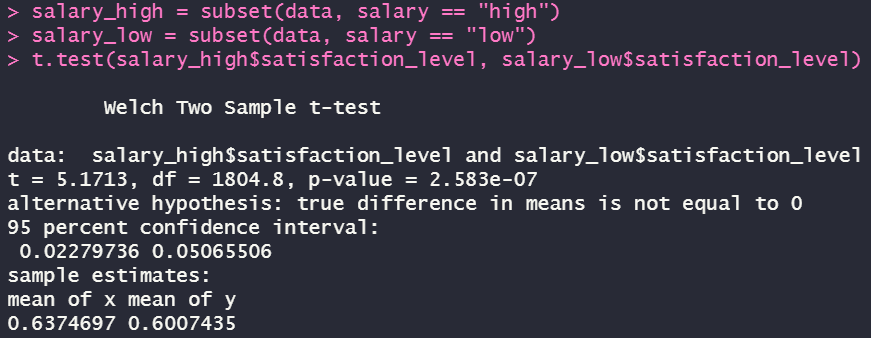 > salary_high = subset(data, salary == "high")
> salary_low = subset(data, salary == "low")
> t.test(salary_high$satisfaction_level, salary_low$satisfaction_level)
Welch Two Sample t-test
data:  salary_high$satisfaction_level and salary_low$satisfaction_level
t = 5.1713, df = 1804.8, p-value = 2.583e-07
alternative hypothesis: true difference in means is not equal to 0
95 percent confidence interval:
 0.02279736 0.05065506
sample estimates:
mean of x mean of y
0.6374697 0.6007435